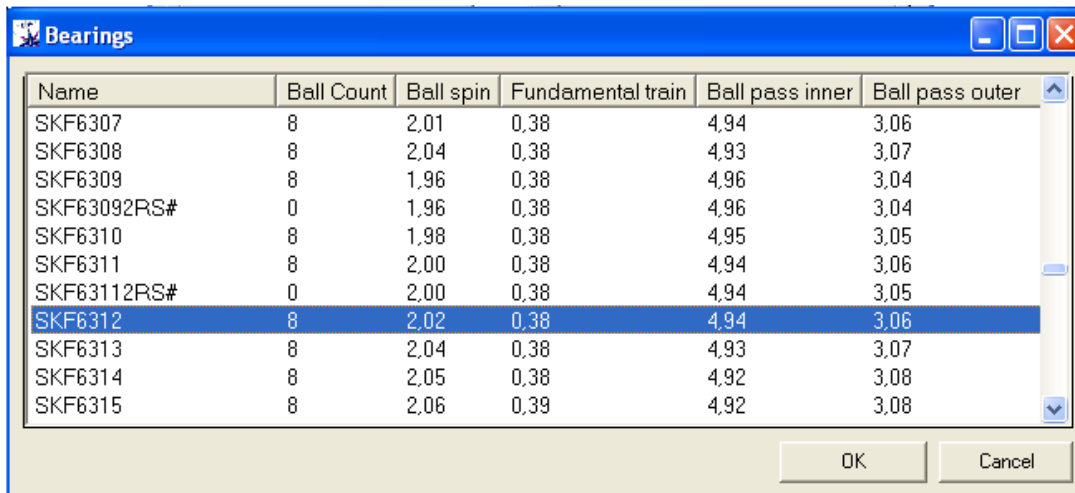 Bearings
Name Ball Count Ball spin Fundamental train Ball pass inner Ball pass outer
SKF6307 8 2,01 0,38 4,94 3,06
SKF6308 8 2,04 0,38 4,93 3,07
SKF6309 8 1,96 0,38 4,96 3,04
SKF63092RS# 0 1,96 0,38 4,96 3,04
SKF6310 8 1,98 0,38 4,95 3,05
SKF6311 8 2,00 0,38 4,94 3,06
SKF63112RS# 0 2,00 0,38 4,94 3,05
SKF6312 8 2,02 0,38 4,94 3,06
SKF6313 8 2,04 0,38 4,93 3,07
SKF6314 8 2,05 0,38 4,92 3,08
SKF6315 8 2,06 0,39 4,92 3,08
OK Cancel